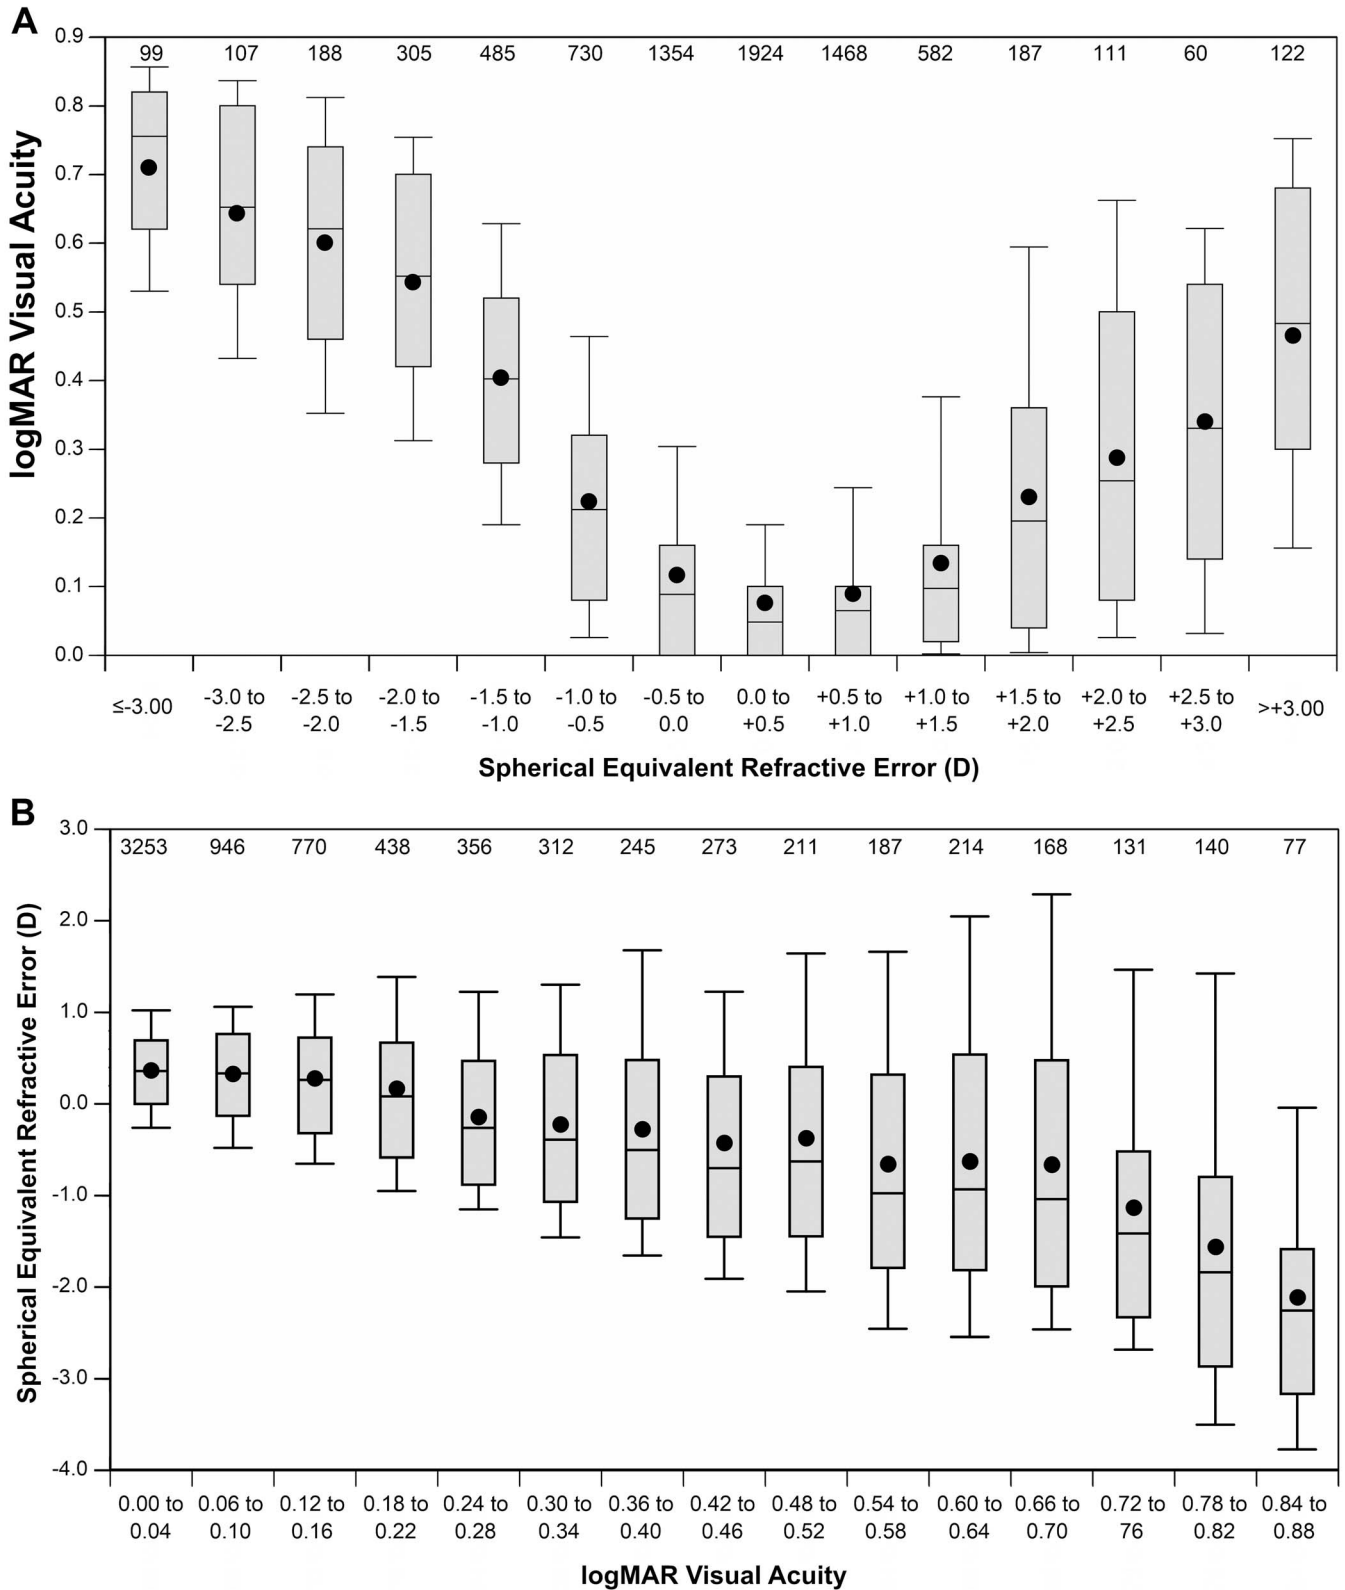 A
0.9
99 107 188 305 485 730 1354 1924 1468 582 187 111 60 122
0.8
0.7
0.6
0.5
0.4
0.3
0.2
0.1
0.0
logMAR Visual Acuity
≤-3.00 -3.0 to -2.5 to -2.0 to -1.5 to -1.0 to -0.5 to 0.0 to +0.5 to +1.0 to +1.5 to +2.0 to +2.5 to >+3.00
-2.5 -2.0 -1.5 -1.0 -0.5 0.0 +0.5 +1.0 +1.5 +2.0 +2.5 +3.0
Spherical Equivalent Refractive Error (D)
B
3.0
3253 946 770 438 356 312 245 273 211 187 214 168 131 140 77
2.0
1.0
0.0
-1.0
-2.0
-3.0
-4.0
Spherical Equivalent Refractive Error (D)
0.00 to 0.06 to 0.12 to 0.18 to 0.24 to 0.30 to 0.36 to 0.42 to 0.48 to 0.54 to 0.60 to 0.66 to 0.72 to 0.78 to 0.84 to
0.04 0.10 0.16 0.22 0.28 0.34 0.40 0.46 0.52 0.58 0.64 0.70 76 0.82 0.88
logMAR Visual Acuity